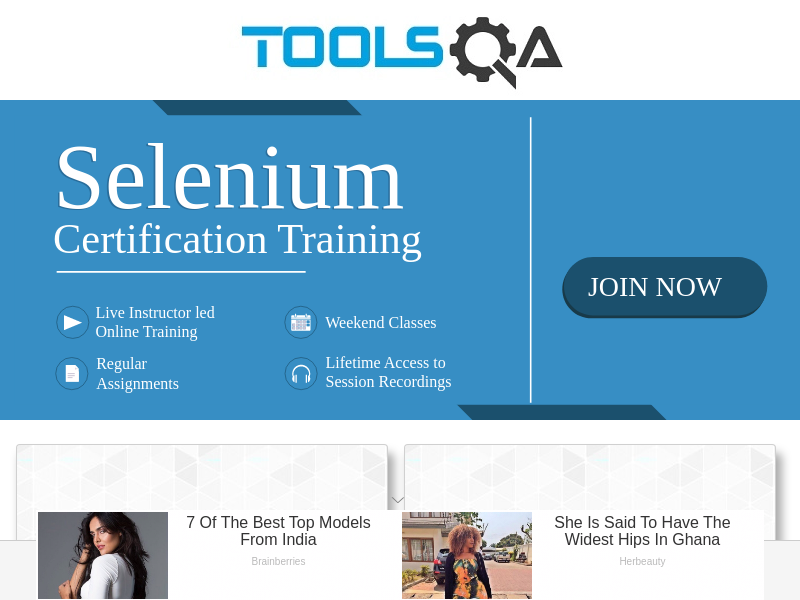 TOOLSQA
Selenium
Certification Training
Live Instructor led
Online Training
Weekend Classes
Regular
Assignments
Lifetime Access to
Session Recordings
JOIN NOW
7 Of The Best Top Models
From India
Brainberries
She Is Said To Have The
Widest Hips In Ghana
Herbeauty